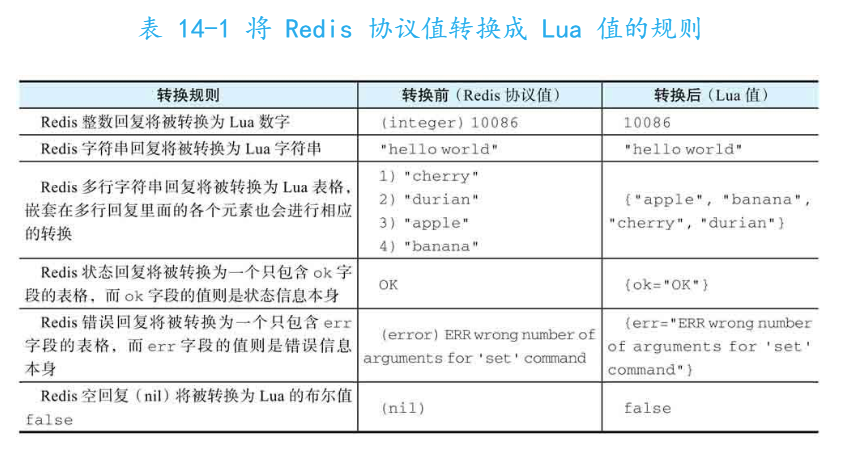 表 14-1 将 Redis 协议值转换成 Lua 值的规则
转换规则 转换前（Redis 协议值） 转换后（Lua 值）
Redis 整数回复将被转换为 Lua 数字 (integer) 10086 10086
Redis 字符串回复将被转换为 Lua 字符串 "hello world" "hello world"
Redis 多行字符串回复将被转换为 Lua 表格，
嵌套在多行回复里面的各个元素也会进行相应
的转换
1) "cherry"
2) "durian"
3) "apple"
4) "banana"
{"apple", "banana",
"cherry", "durian"}
Redis 状态回复将被转换为一个只包含 ok 字
段的表格，而 ok 字段的值则是状态信息本身
OK
{ok="OK"}
Redis 错误回复将被转换为一个只包含 err
字段的表格，而 err 字段的值则是错误信息
本身
(error) ERR wrong number of
arguments for 'set' command
{err="ERR wrong number
of arguments for 'set'
command"}
Redis 空回复（nil）将被转换为 Lua 的布尔值
false
(nil)
false